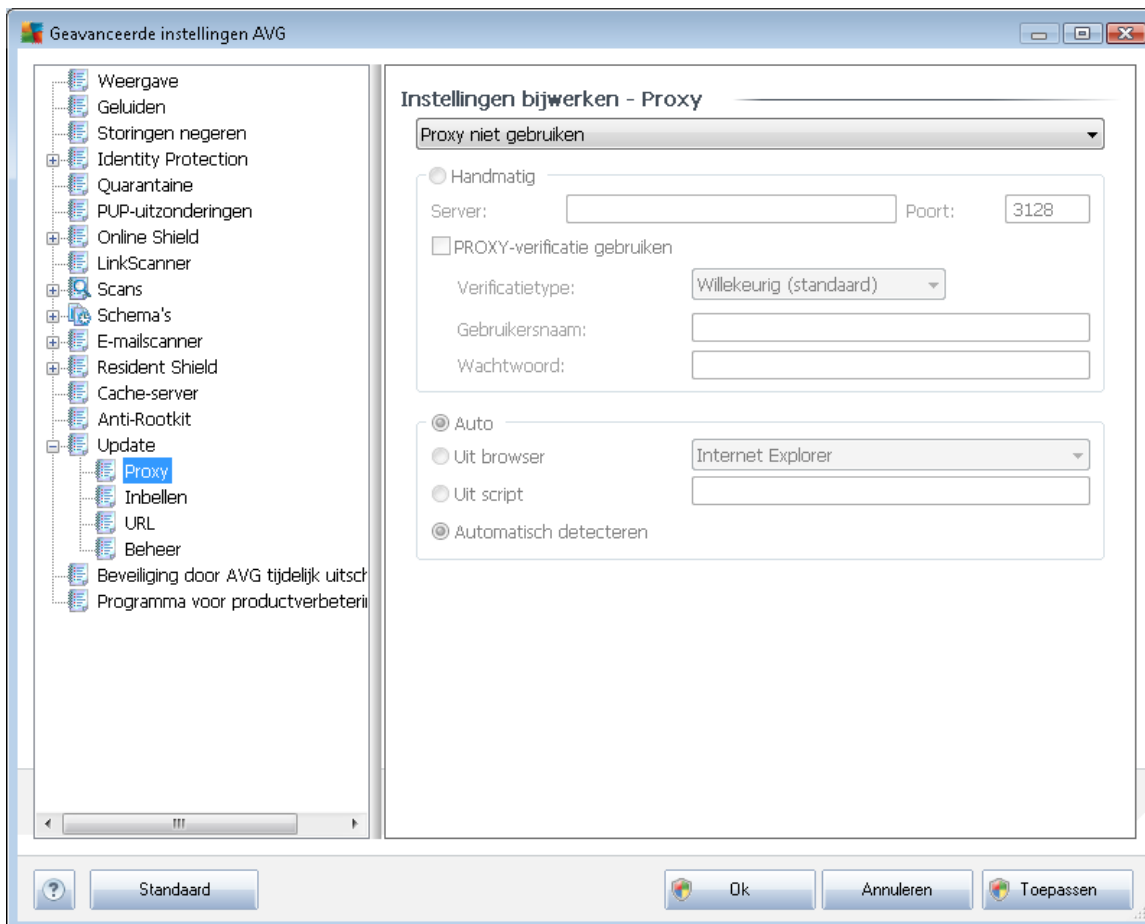 Geavanceerde instellingen AVG
Weergave
Geluiden
Storingen negeren
Identity Protection
Quarantaine
PUP-uitzonderingen
Online Shield
LinkScanner
Scans
Schema's
E-mailscanner
Resident Shield
Cache-server
Anti-Rootkit
Update
Proxy
Inbellen
URL
Beheer
Beveiliging door AVG tijdelijk uitsch
Programma voor productverbeterin
Instellingen bijwerken - Proxy
Proxy niet gebruiken
Handmatig
Server: Poort: 3128
PROXY-verificatie gebruiken
Verificatietype: Willekeurig (standaard)
Gebruikersnaam:
Wachtwoord:
Auto
Uit browser Internet Explorer
Uit script
Automatisch detecteren
? Standaard Ok Annuleren Toepassen